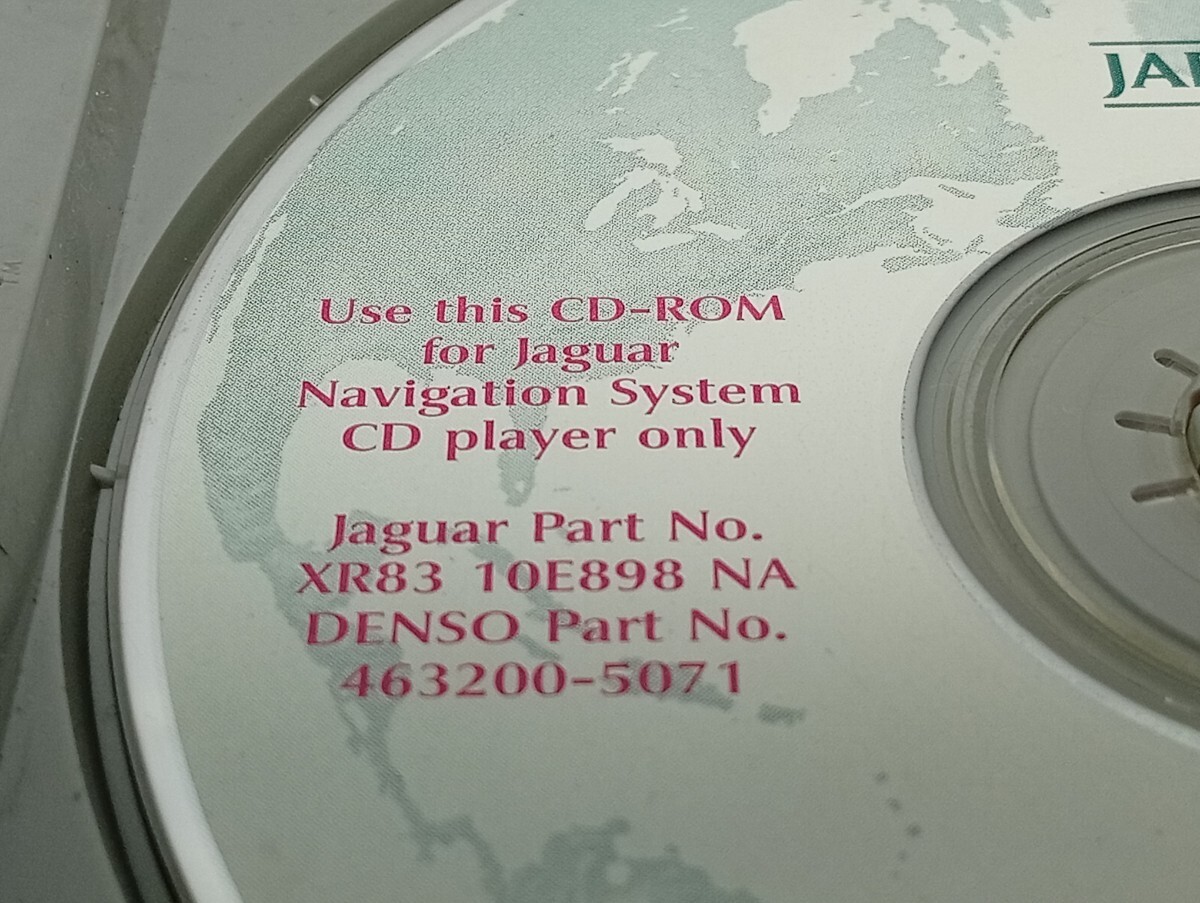 Use this CD-ROM
for Jaguar
Navigation System
CD player only
Jaguar Part No.
XR83 10E898 NA
DENSO Part No.
463200-5071
TM